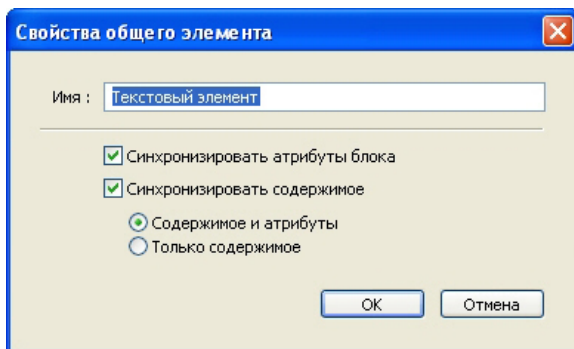 Свойства общего элемента
Имя : Текстовый элемент
Синхронизировать атрибуты блока
Синхронизировать содержимое
Содержимое и атрибуты
Только содержимое
OK Отмена